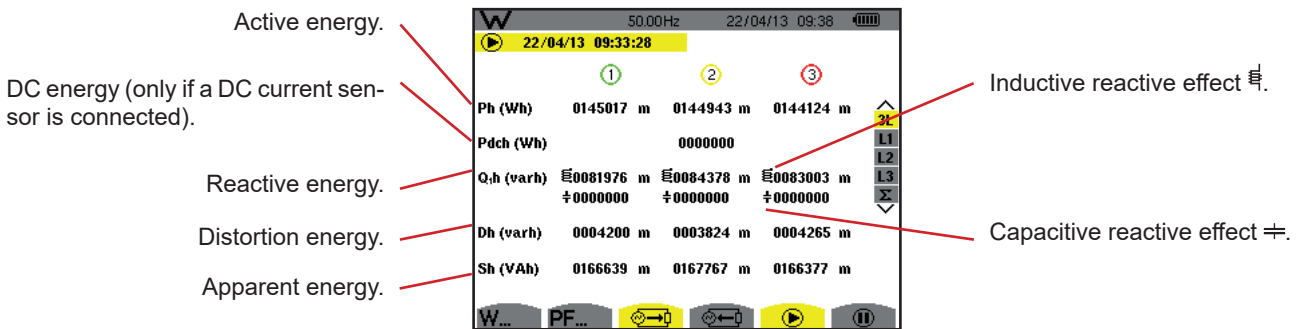 Active energy.
DC energy (only if a DC current sen-
sor is connected).
Reactive energy.
Distortion energy.
Apparent energy.
W 50.00Hz 22/04/13 09:38
22/04/13 09:33:28
1 2 3
Ph (Wh) 0145017 m 0144943 m 0144124 m
Pdch (Wh) 0000000
Q₁h (varh) 0081976 m 0084378 m 0083003 m
0000000 0000000 0000000
Dh (varh) 0004200 m 0003824 m 0004265 m
Sh (VAh) 0166639 m 0167767 m 0166377 m
3L
L1
L2
L3
Σ
W... PF...
Inductive reactive effect
Capacitive reactive effect